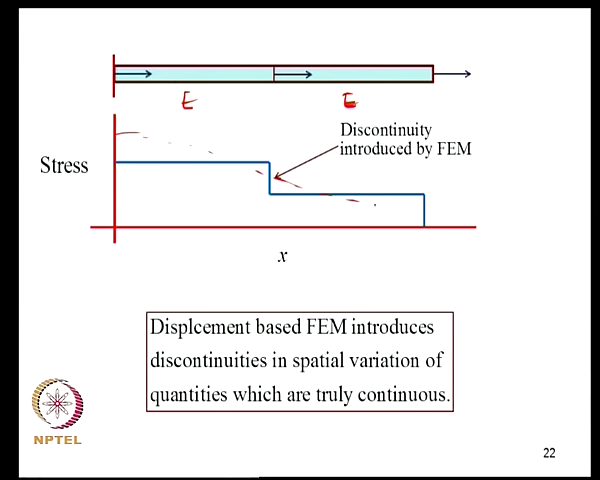 E
E
Discontinuity
introduced by FEM
Stress
x
Displcement based FEM introduces
discontinuities in spatial variation of
quantities which are truly continuous.
NPTEL
22